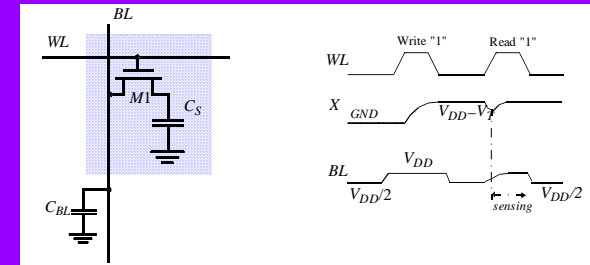 BL
WL
M1
C_S
C_BL
Write "1" Read "1"
WL
X GND V_DD−V_T
BL V_DD
V_DD/2 V_DD/2
sensing